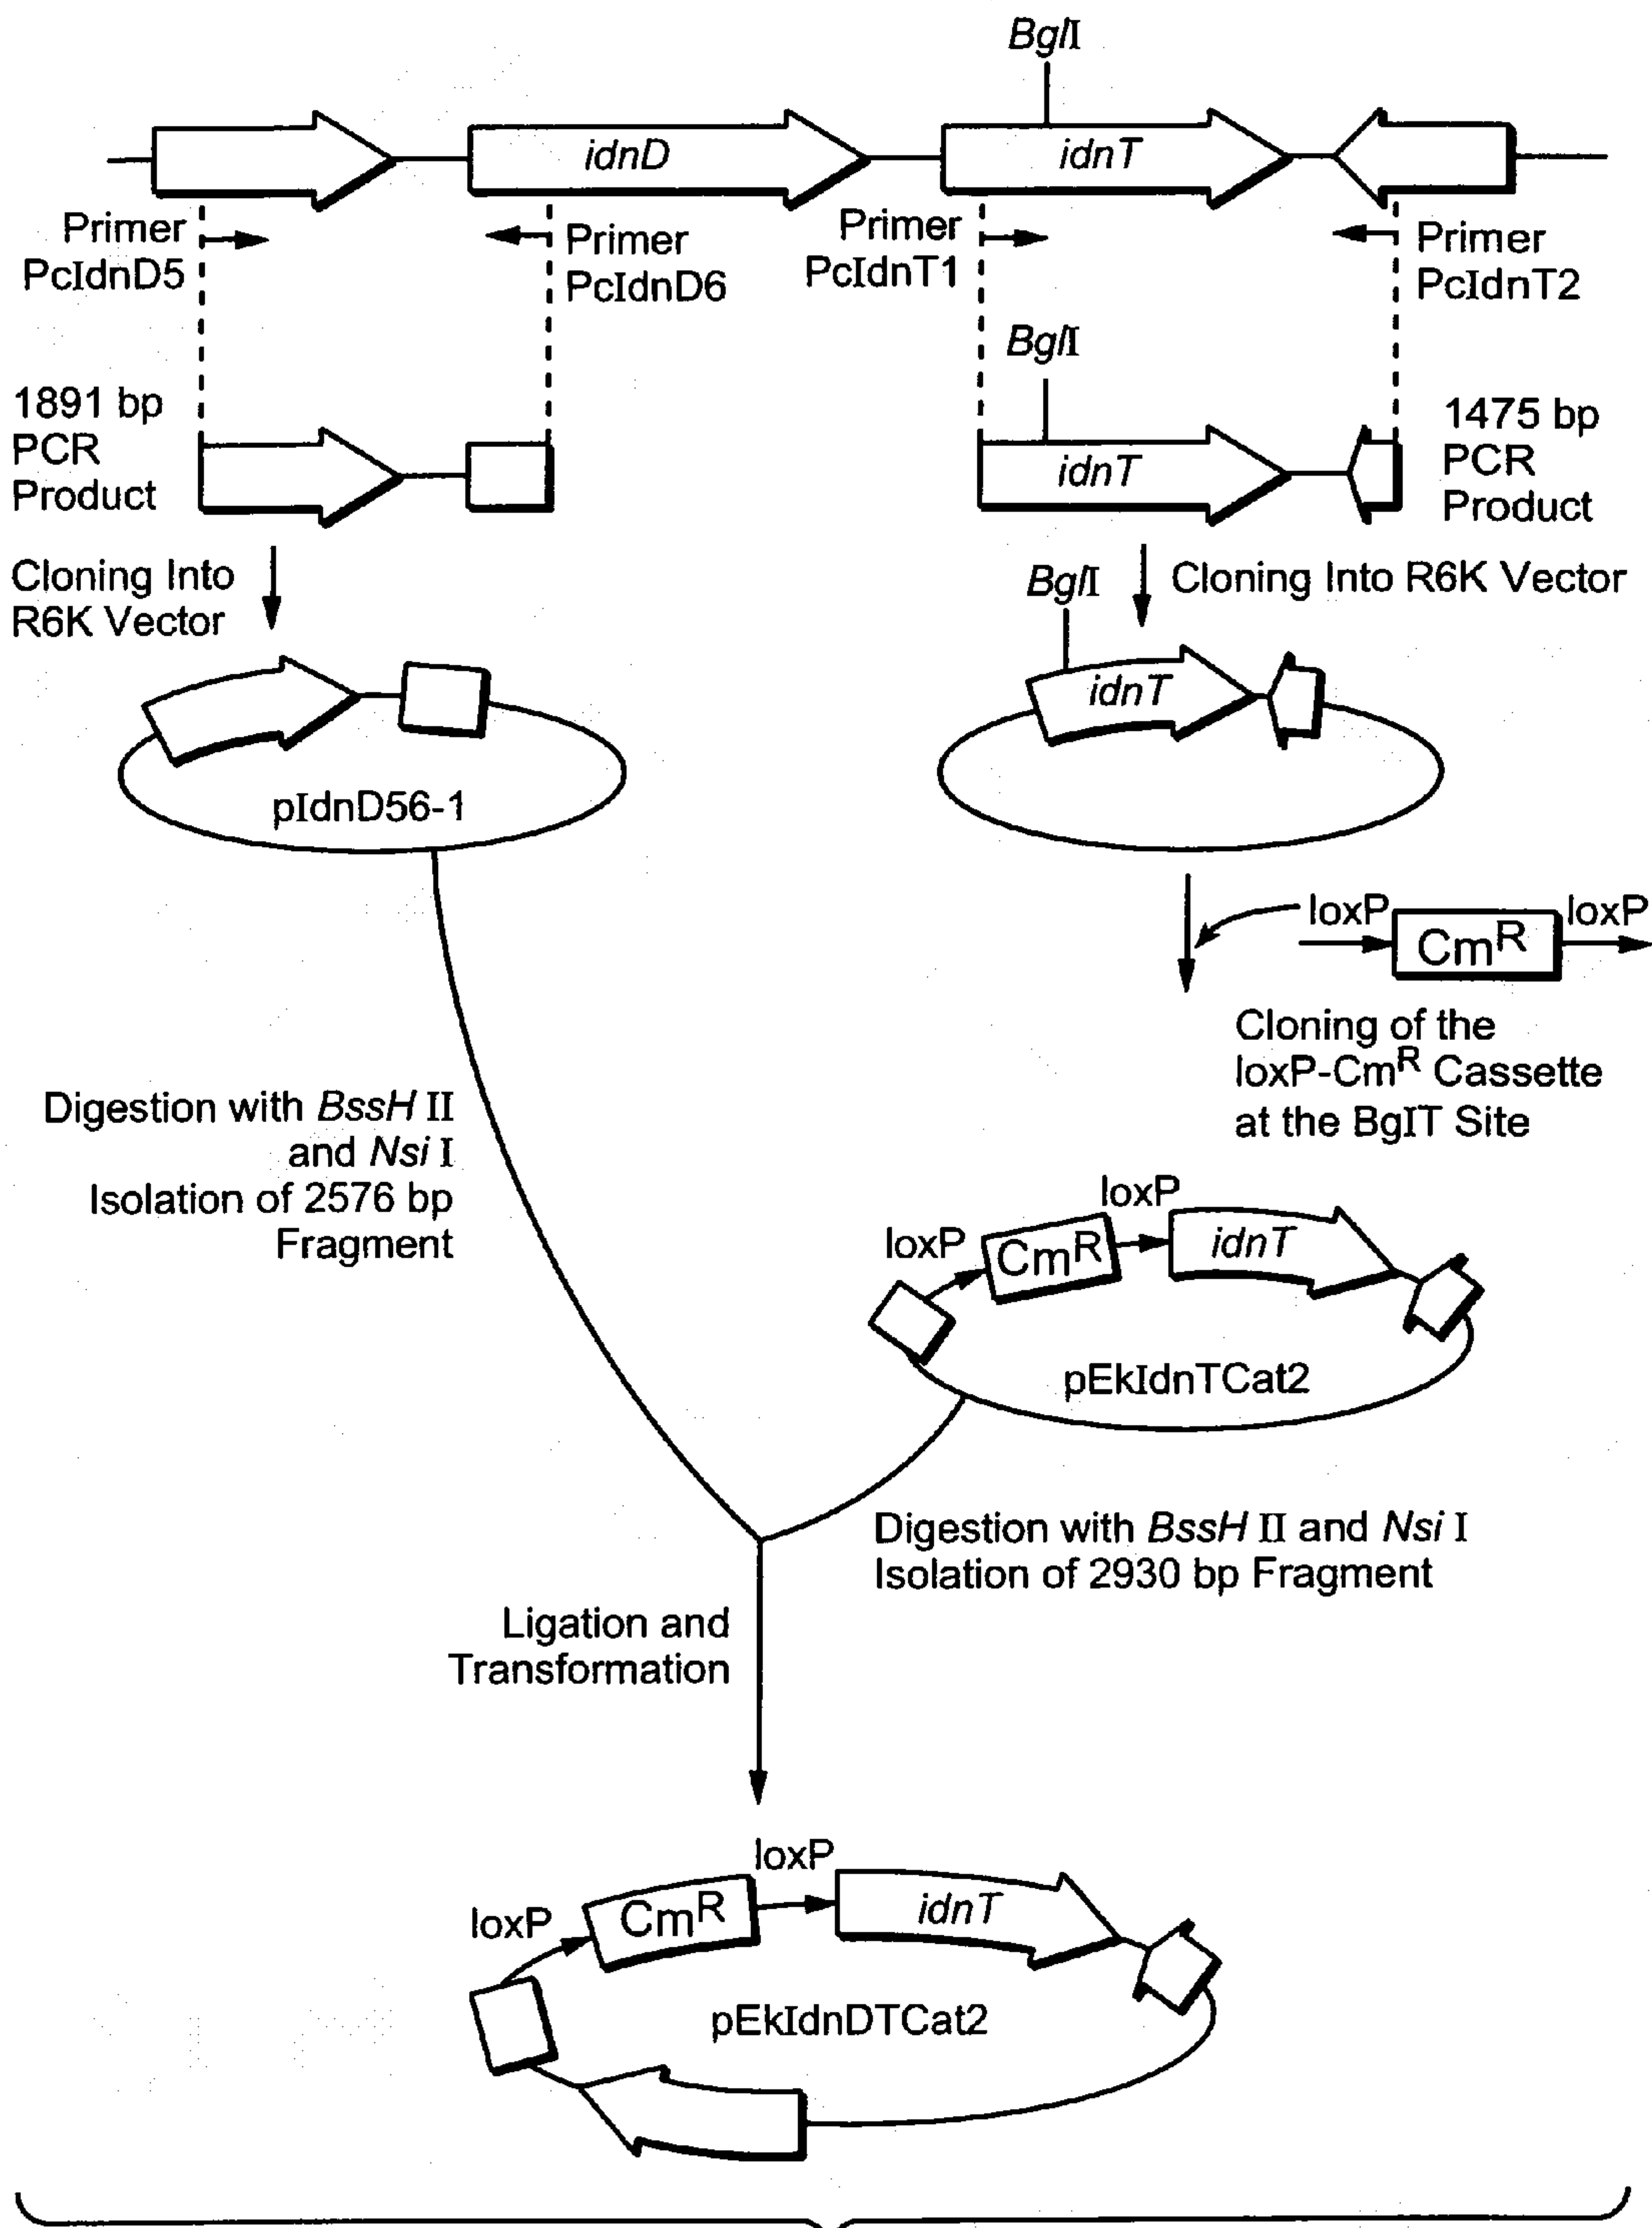 BglI
idnD
idnT
Primer
PcIdnD5
Primer
PcIdnD6
Primer
PcIdnT1
Primer
PcIdnT2
BglI
1891 bp
PCR
Product
idnT
1475 bp
PCR
Product
Cloning Into
R6K Vector
BglI
Cloning Into R6K Vector
idnT
pIdnD56-1
loxP
CmR
loxP
Cloning of the
loxP-CmR Cassette
at the BgIT Site
Digestion with BssH II
and Nsi I
Isolation of 2576 bp
Fragment
loxP
CmR
loxP
idnT
pEkIdnTCat2
Digestion with BssH II and Nsi I
Isolation of 2930 bp Fragment
Ligation and
Transformation
loxP
CmR
loxP
idnT
pEkIdnDTCat2